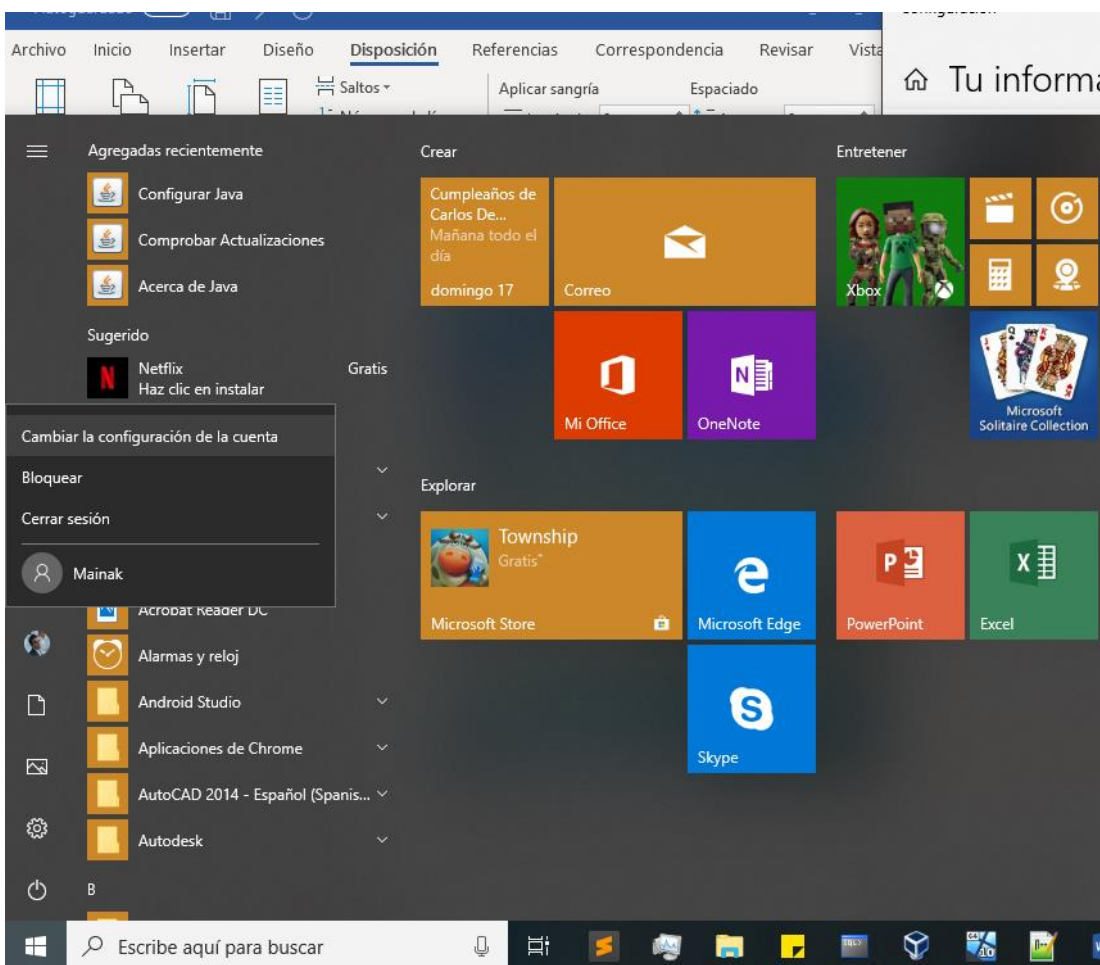 Archivo Inicio Insertar Diseño Disposición Referencias Correspondencia Revisar Vista
Saltos
Aplicar sangría Espaciado
Tu informa
Agregadas recientemente
Configurar Java
Comprobar Actualizaciones
Acerca de Java
Sugerido
Netflix Gratis
Haz clic en instalar
Cambiar la configuración de la cuenta
Bloquear
Cerrar sesión
Mainak
Acrobat Reader DC
Alarmas y reloj
Android Studio
Aplicaciones de Chrome
AutoCAD 2014 - Español (Spanis...
Autodesk
B
Crear
Cumpleaños de
Carlos De...
Mañana todo el
día
domingo 17
Correo
Mi Office
OneNote
Explorar
Township
Gratis*
Microsoft Store
Microsoft Edge
Skype
Entretener
Xbox
Microsoft
Solitaire Collection
PowerPoint
Excel
Escribe aquí para buscar